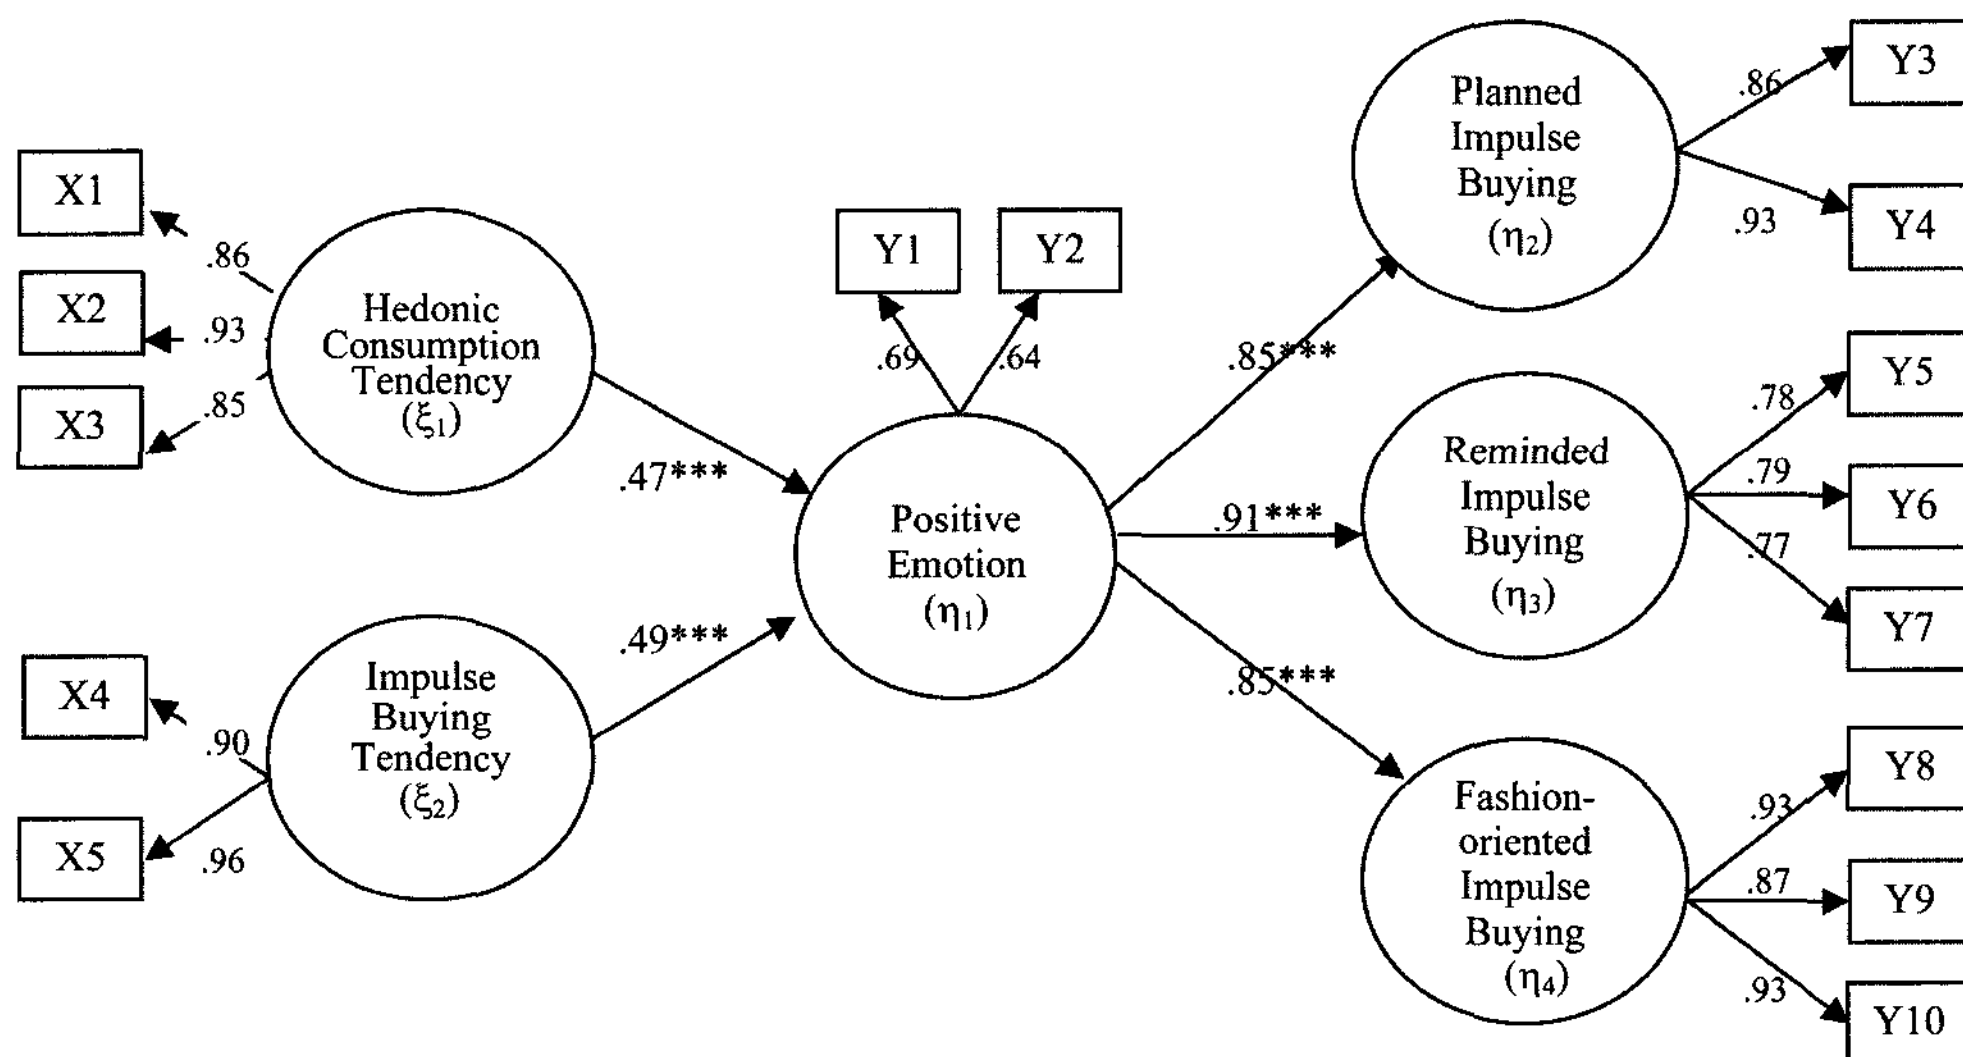 X1
X2
X3
.86
.93
.85
Hedonic
Consumption
Tendency
(ξ₁)
.47***
X4
X5
.90
.96
Impulse
Buying
Tendency
(ξ₂)
.49***
Y1
Y2
.69
.64
Positive
Emotion
(η₁)
.85***
.91***
.85***
Planned
Impulse
Buying
(η₂)
.86
.93
Y3
Y4
Reminded
Impulse
Buying
(η₃)
.78
.79
.77
Y5
Y6
Y7
Fashion-
oriented
Impulse
Buying
(η₄)
.93
.87
.93
Y8
Y9
Y10